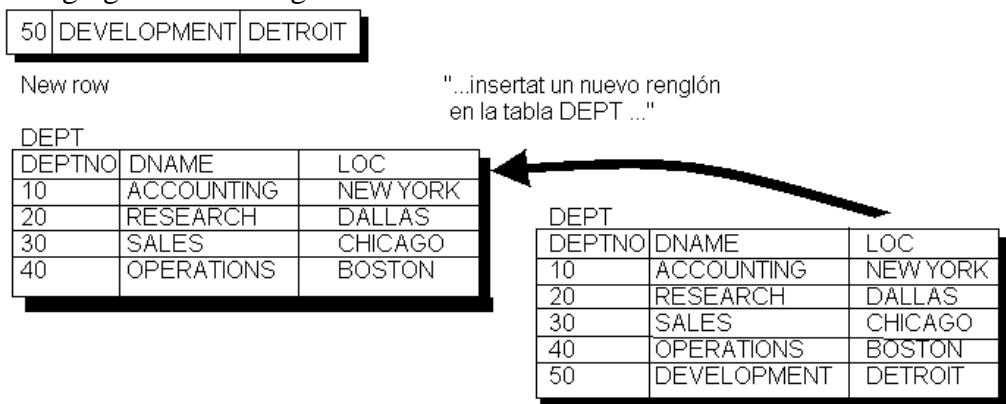 50 DEVELOPMENT DETROIT
New row
"...insertat un nuevo renglón
en la tabla DEPT ..."
DEPT
DEPTNO DNAME LOC
10 ACCOUNTING NEW YORK
20 RESEARCH DALLAS
30 SALES CHICAGO
40 OPERATIONS BOSTON
DEPT
DEPTNO DNAME LOC
10 ACCOUNTING NEW YORK
20 RESEARCH DALLAS
30 SALES CHICAGO
40 OPERATIONS BOSTON
50 DEVELOPMENT DETROIT